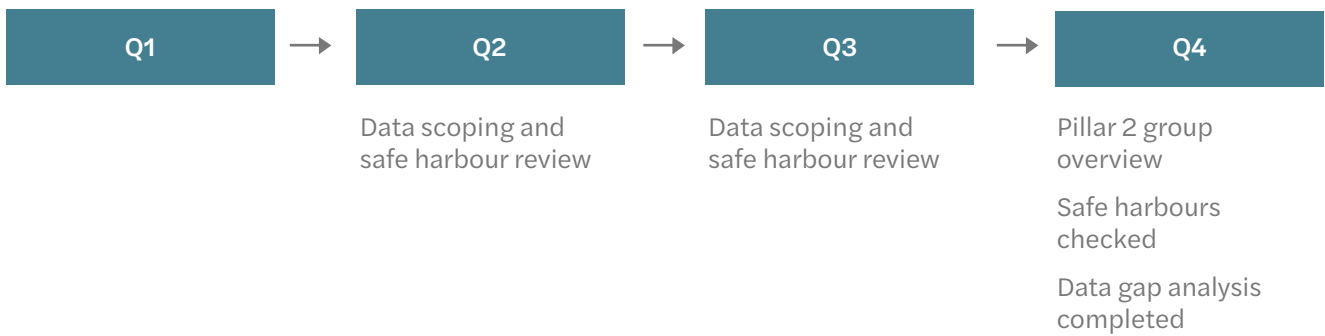 Q1
Q2
Q3
Q4
Data scoping and
safe harbour review
Data scoping and
safe harbour review
Pillar 2 group
overview
Safe harbours
checked
Data gap analysis
completed